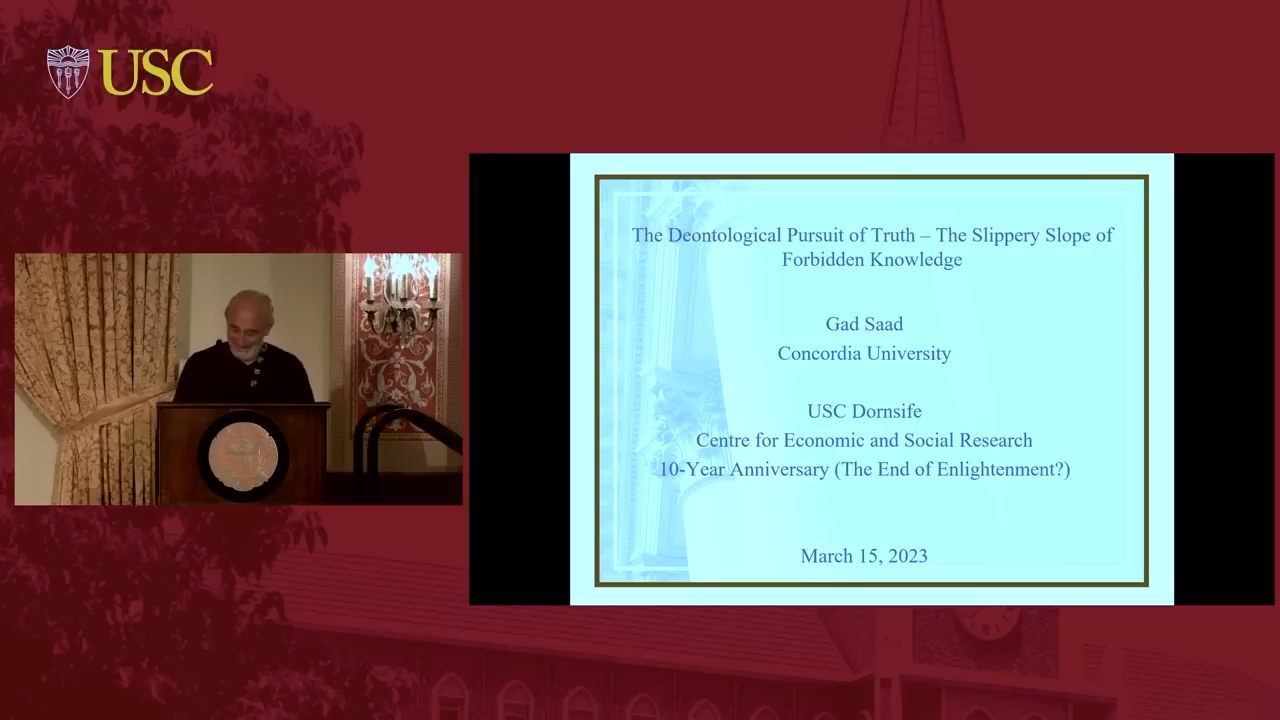 USC
The Deontological Pursuit of Truth – The Slippery Slope of
Forbidden Knowledge
Gad Saad
Concordia University
USC Dornsife
Centre for Economic and Social Research
10-Year Anniversary (The End of Enlightenment?)
March 15, 2023